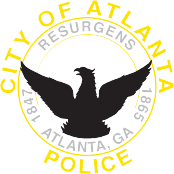 CITY OF ATLANTA
RESURGENS
1847
1865
ATLANTA, GA
POLICE